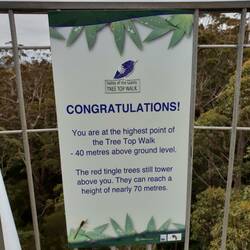 Valley of the Giants
TREE TOP WALK
CONGRATULATIONS!
You are at the highest point of
the Tree Top Walk
- 40 metres above ground level.
The red tingle trees still tower
above you. They can reach a
height of nearly 70 metres.